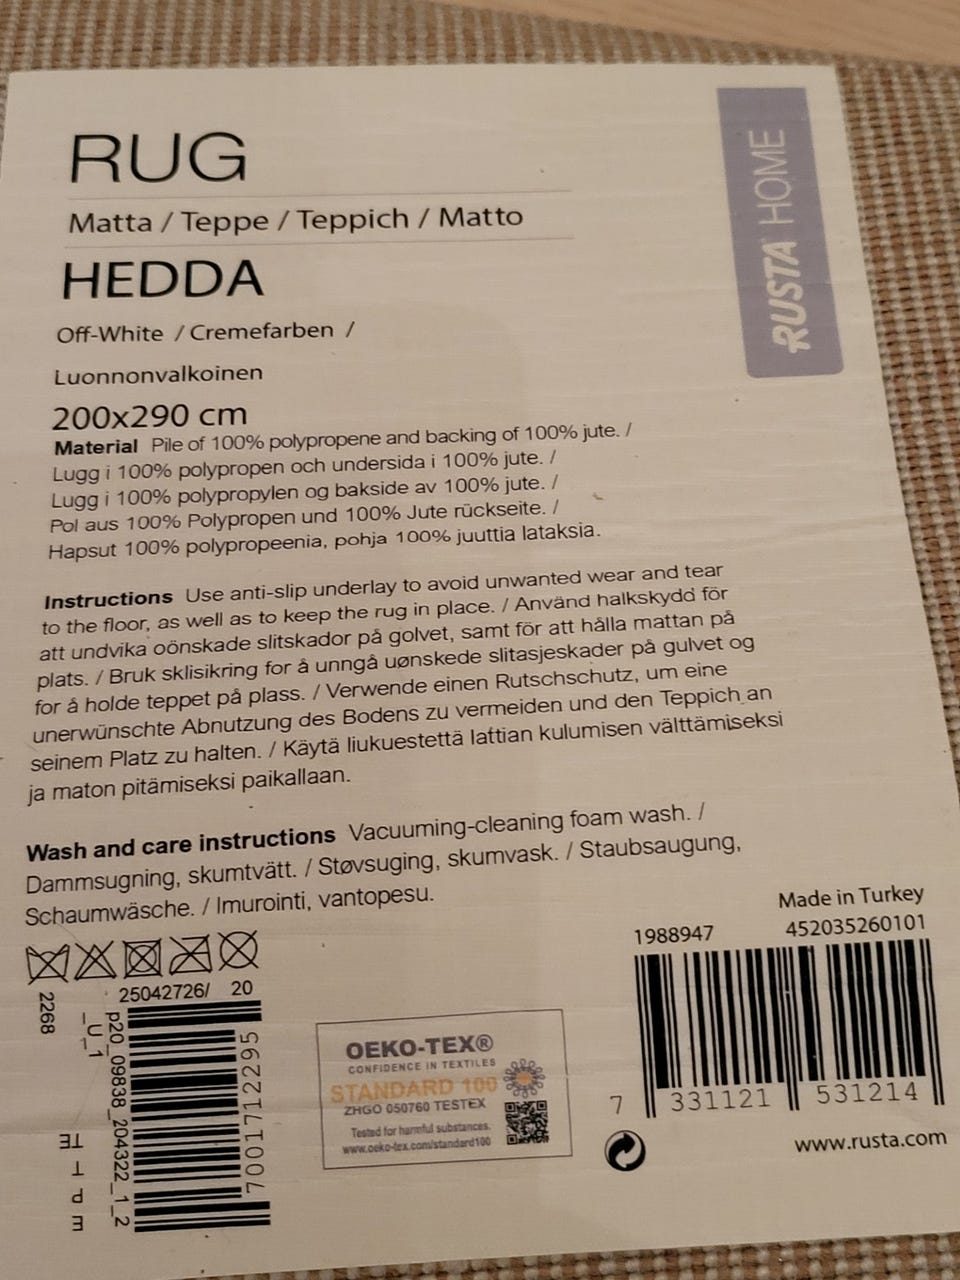 RUG
RUSTA HOME
Matta / Teppe / Teppich / Matto
HEDDA
Off-White / Cremefarben /
Luonnonvalkoinen
200x290 cm
Material Pile of 100% polypropene and backing of 100% jute. /
Lugg i 100% polypropen och undersida i 100% jute. /
Lugg i 100% polypropylen og bakside av 100% jute. /
Pol aus 100% Polypropen und 100% Jute rückseite. /
Hapsut 100% polypropeenia, pohja 100% juuttia lataksia.
Instructions Use anti-slip underlay to avoid unwanted wear and tear
to the floor, as well as to keep the rug in place. / Använd halkskydd för
att undvika oönskade slitskador på golvet, samt för att hålla mattan på
plats. / Bruk sklisikring for å unngå uønskede slitasjeskader på gulvet og
for å holde teppet på plass. / Verwende einen Rutschschutz, um eine
unerwünschte Abnutzung des Bodens zu vermeiden und den Teppich an
seinem Platz zu halten. / Käytä liukuestettä lattian kulumisen välttämiseksi
ja maton pitämiseksi paikallaan.
Wash and care instructions Vacuuming-cleaning foam wash. /
Dammsugning, skumtvätt. / Støvsuging, skumvask. / Staubsaugung,
Schaumwäsche. / Imurointi, vantopesu.
Made in Turkey
1988947 452035260101
25042726/ 20
2268
_U_1
p20_09838_204322_1_2
7001712295
E P T TE
OEKO-TEX®
CONFIDENCE IN TEXTILES
STANDARD 100
ZHGO 050760 TESTEX
Tested for harmful substances.
www.oeko-tex.com/standard100
7 331121 531214
www.rusta.com